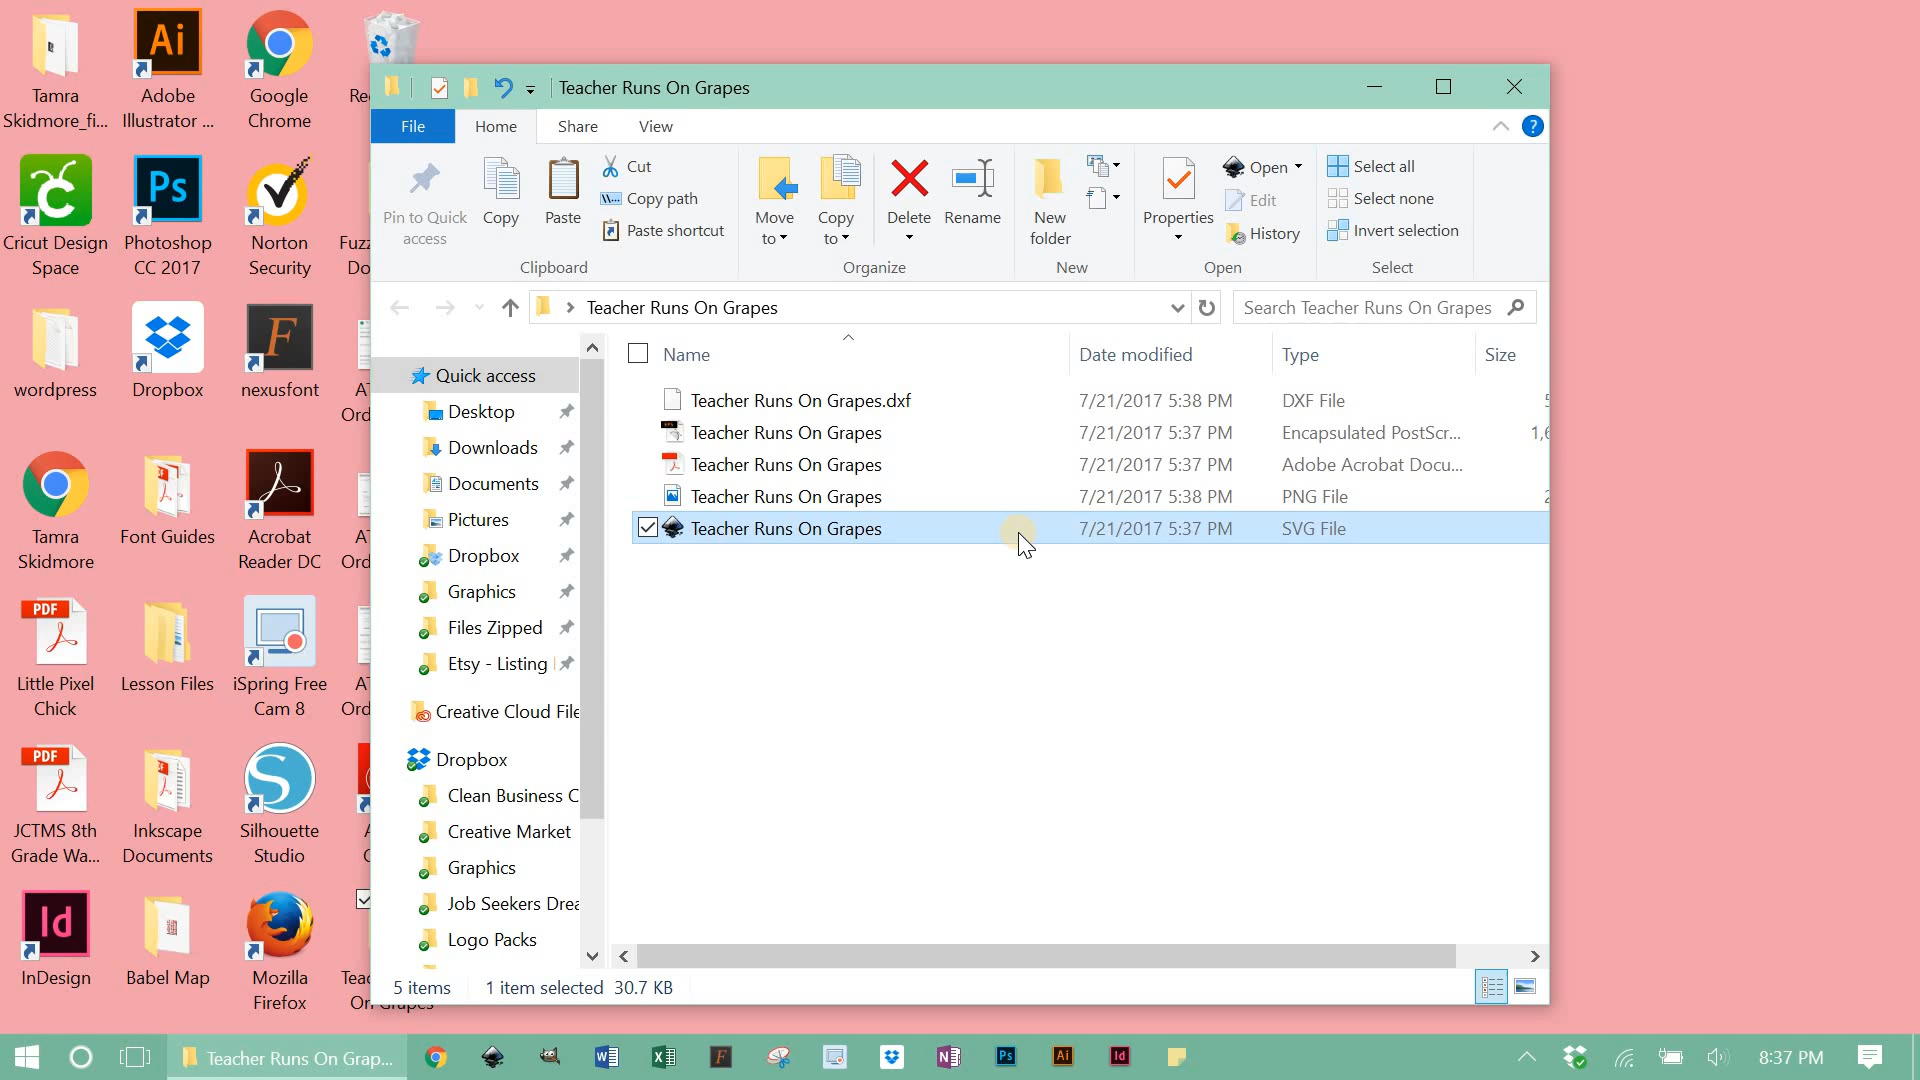 Tamra
Skidmore_fi...
Adobe
Illustrator ...
Google
Chrome
Cricut Design
Space
Photoshop
CC 2017
Norton
Security
wordpress
Dropbox
nexusfont
Tamra
Skidmore
Font Guides
Acrobat
Reader DC
Little Pixel
Chick
Lesson Files
iSpring Free
Cam 8
JCTMS 8th
Grade Wa...
Inkscape
Documents
Silhouette
Studio
InDesign
Babel Map
Mozilla
Firefox
Ai
Ps
PDF
PDF
Id
Teacher Runs On Grapes
File
Home
Share
View
Pin to Quick
access
Copy
Paste
Cut
Copy path
Paste shortcut
Clipboard
Move
to
Copy
to
Delete
Rename
Organize
New
folder
New
Properties
Open
Edit
History
Open
Select all
Select none
Invert selection
Select
Teacher Runs On Grapes
Search Teacher Runs On Grapes
Quick access
Desktop
Downloads
Documents
Pictures
Dropbox
Graphics
Files Zipped
Etsy - Listing
Creative Cloud File
Dropbox
Clean Business C
Creative Market
Graphics
Job Seekers Drea
Logo Packs
Name Date modified Type Size
Teacher Runs On Grapes.dxf 7/21/2017 5:38 PM DXF File
Teacher Runs On Grapes 7/21/2017 5:37 PM Encapsulated PostScr... 1,6
Teacher Runs On Grapes 7/21/2017 5:37 PM Adobe Acrobat Docu...
Teacher Runs On Grapes 7/21/2017 5:38 PM PNG File
Teacher Runs On Grapes 7/21/2017 5:37 PM SVG File
5 items 1 item selected 30.7 KB
Teacher Runs On Grap...
Ps
Ai
Id
8:37 PM